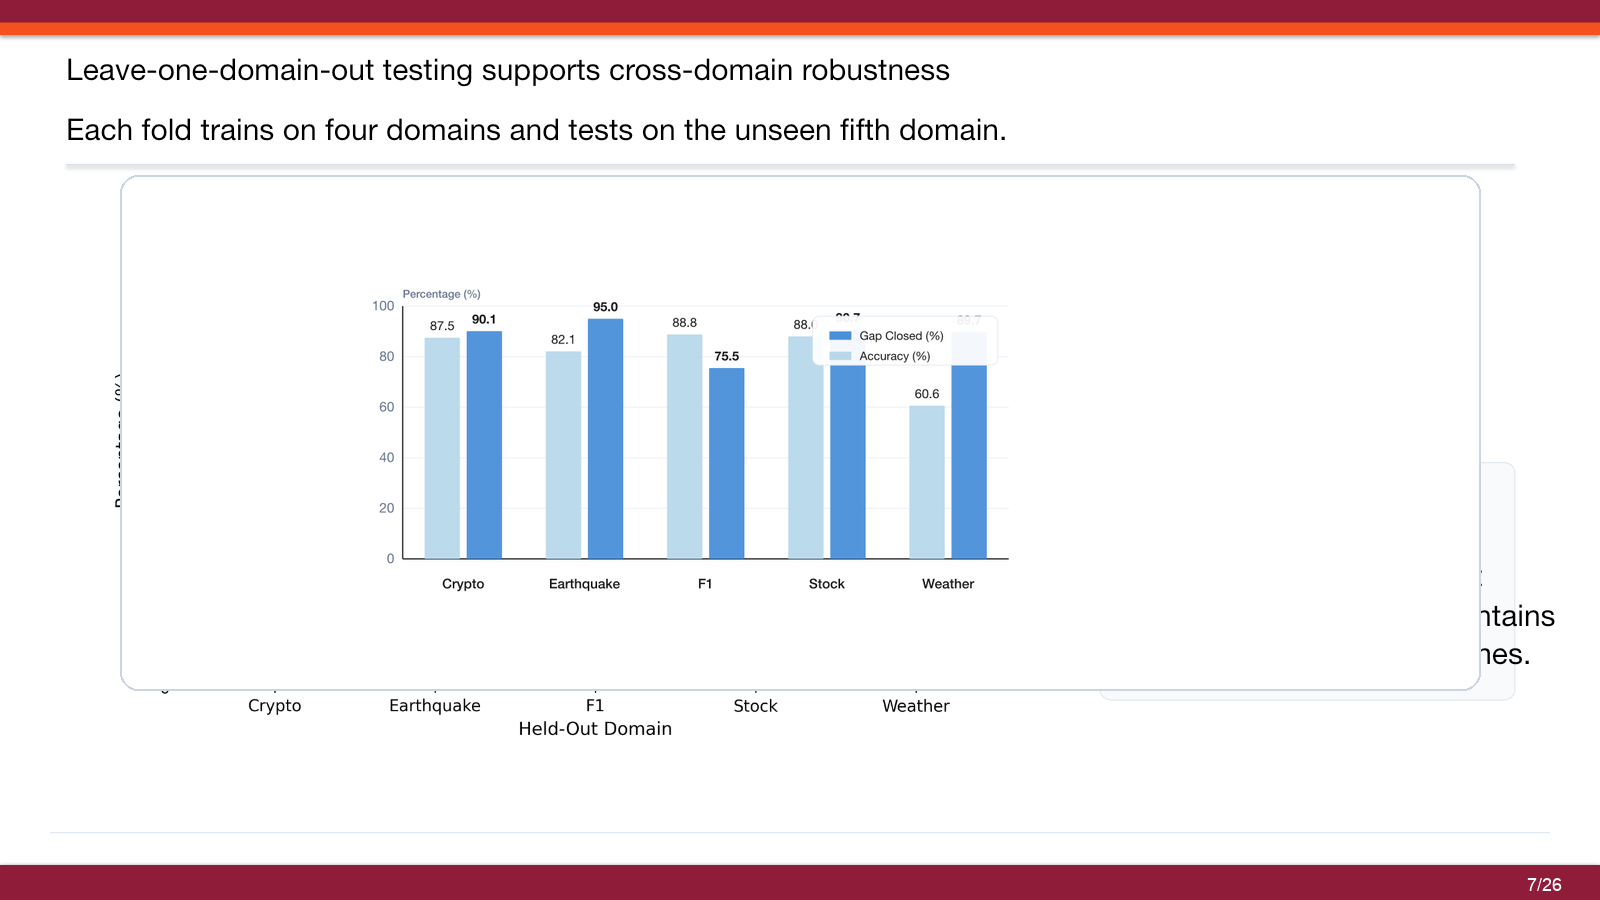 Leave-one-domain-out testing supports cross-domain robustness
Each fold trains on four domains and tests on the unseen fifth domain.
Percentage (%)
100
80
60
40
20
0
87.5
90.1
82.1
95.0
88.8
75.5
60.6
Gap Closed (%)
Accuracy (%)
Crypto
Earthquake
F1
Stock
Weather
Crypto
Earthquake
F1
Stock
Weather
Held-Out Domain
7/26